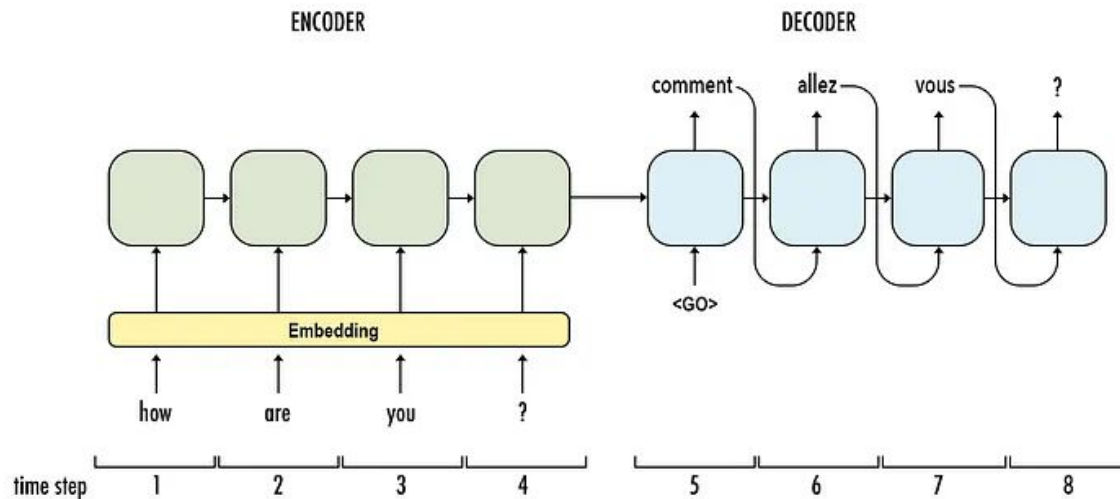 ENCODER DECODER
comment allez vous ?
<GO>
Embedding
how are you ?
time step 1 2 3 4 5 6 7 8